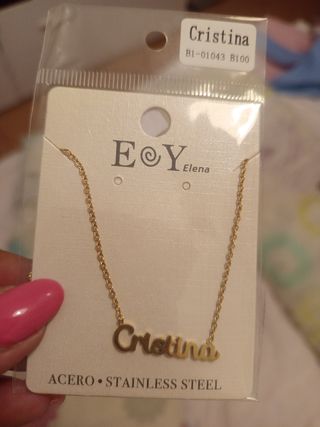 Cristina
B1-01043 B100
E Y
Elena
Cristina
ACERO • STAINLESS STEEL